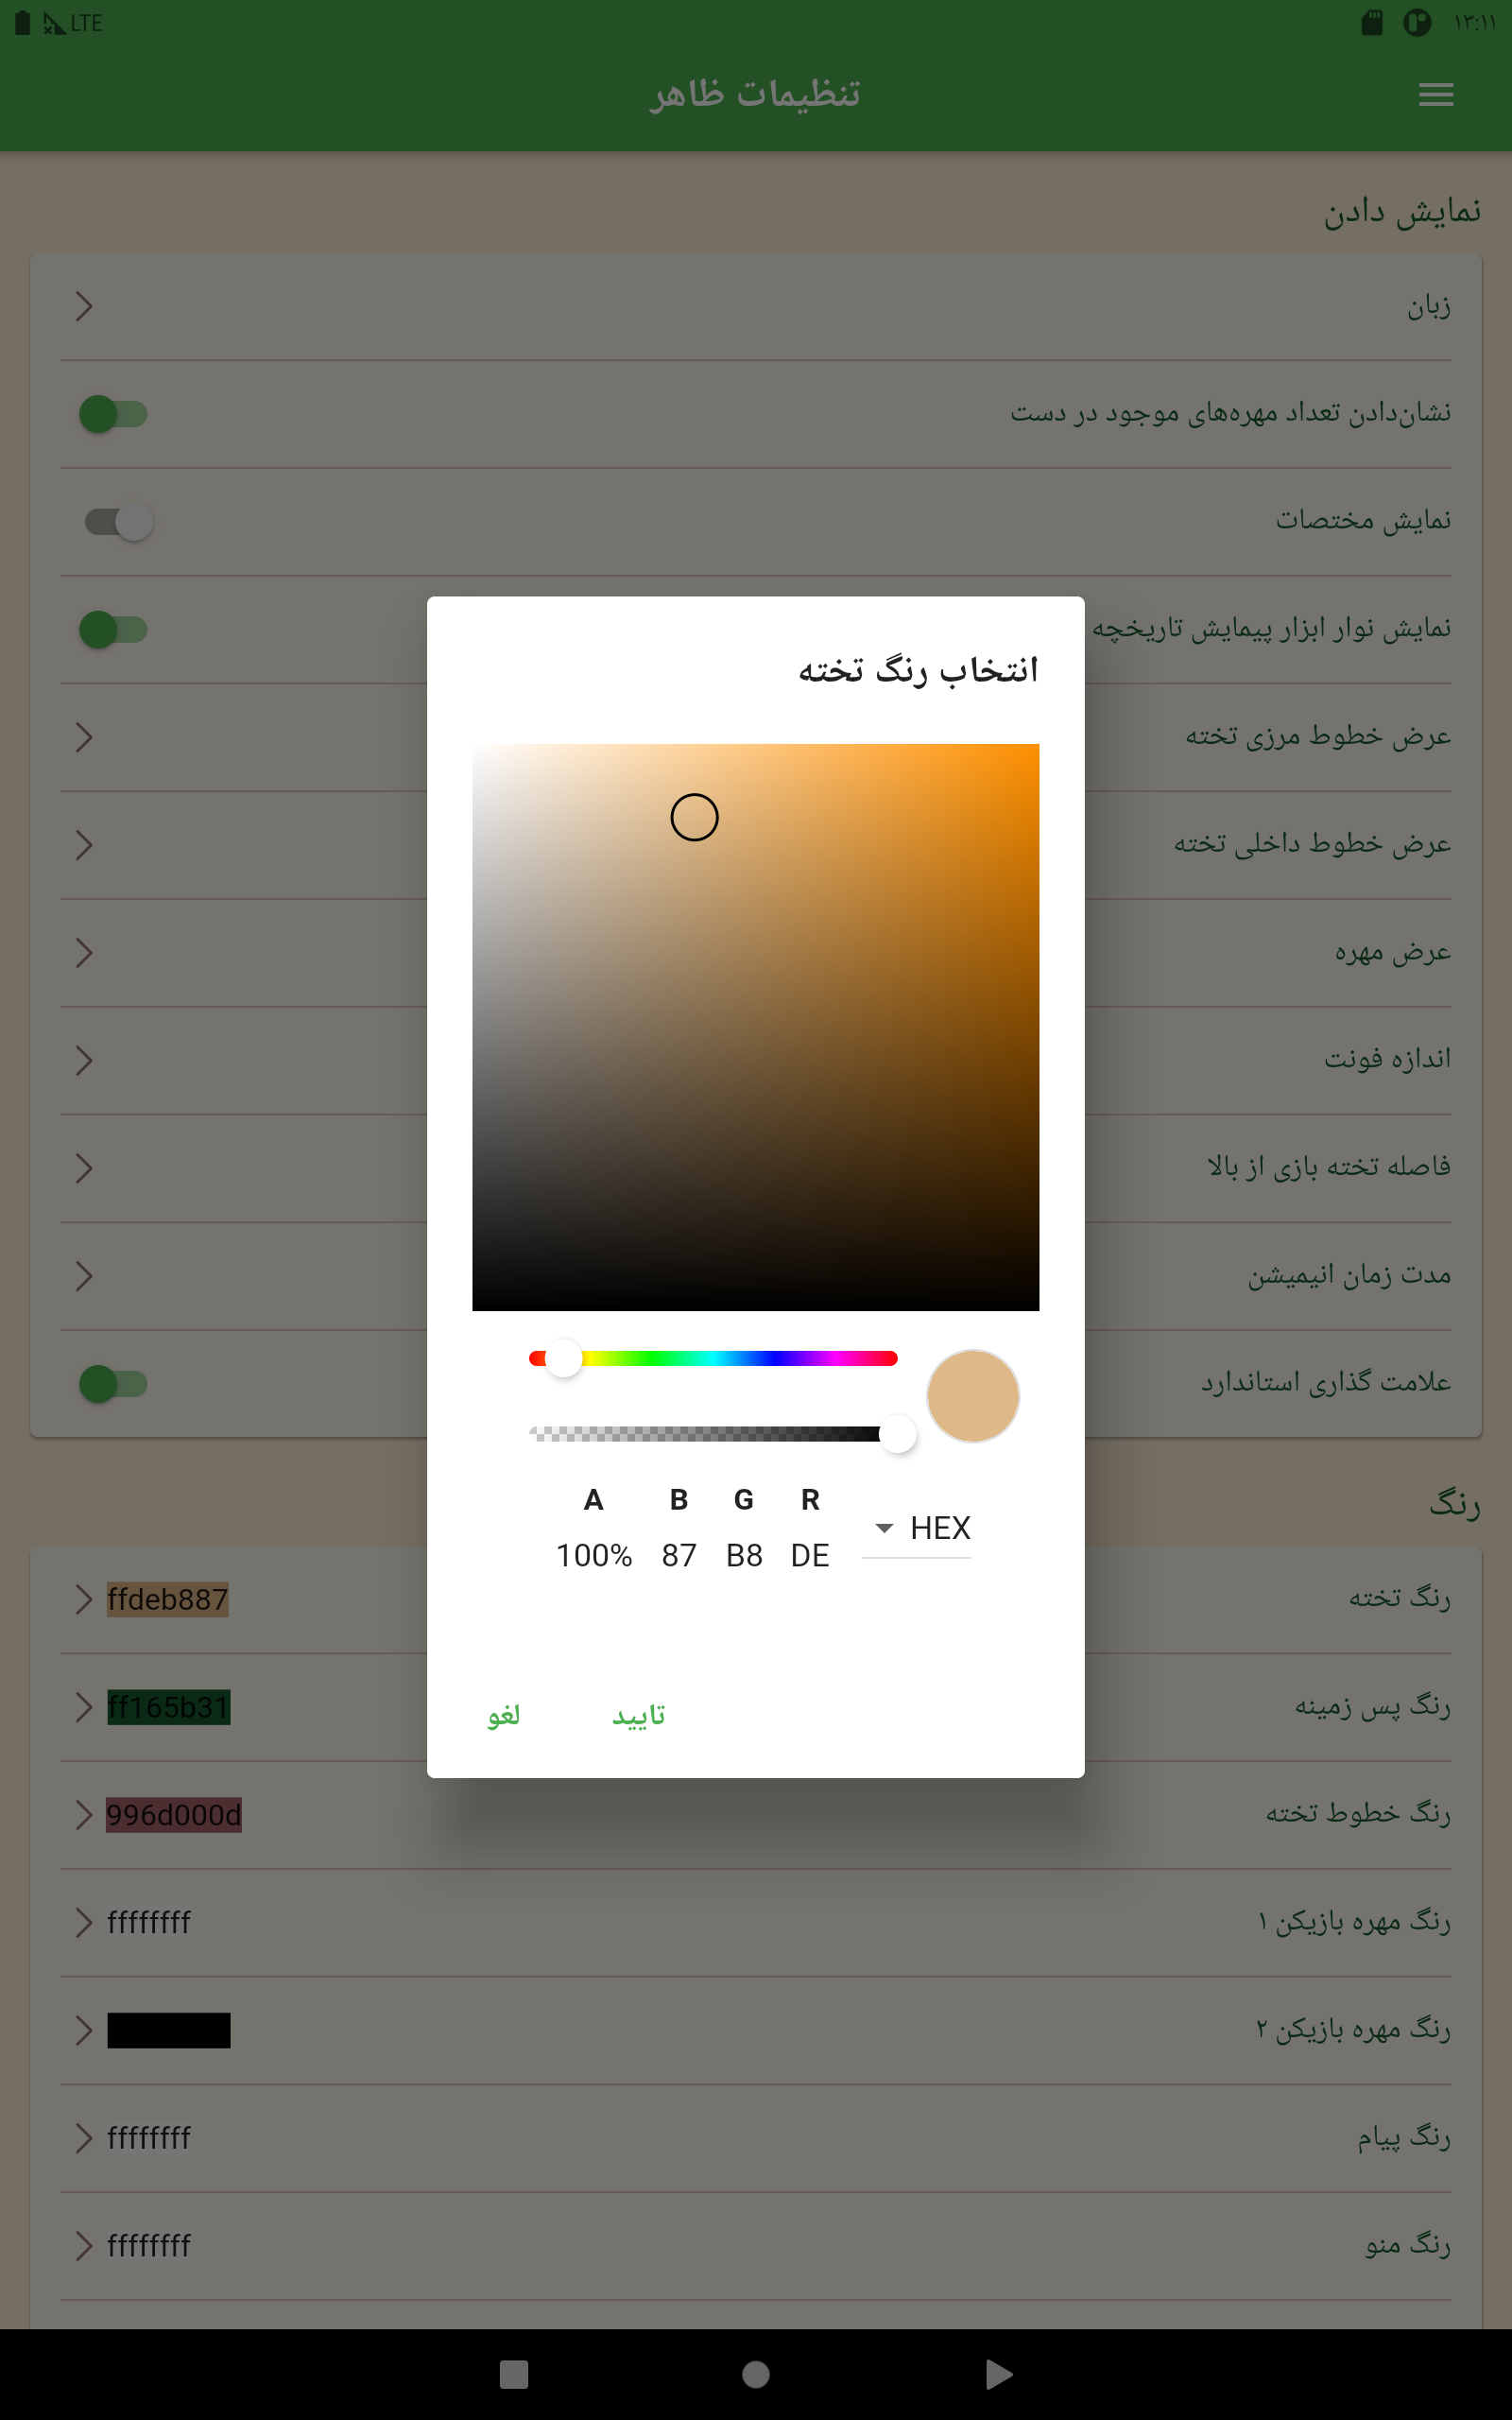 LTE
۱۳:۱۱
تنظیمات ظاهر
نمایش دادن
زبان
نشان‌دادن تعداد مهره‌های موجود در دست
نمایش مختصات
نمایش نوار ابزار پیمایش تاریخچه
عرض خطوط مرزی تخته
عرض خطوط داخلی تخته
عرض مهره
اندازه فونت
فاصله تخته بازی از بالا
مدت زمان انیمیشن
علامت گذاری استاندارد
انتخاب رنگ تخته
HEX
R G B A
DE B8 87 100%
تایید
لغو
رنگ
رنگ تخته ffdeb887
رنگ پس زمینه ff165b31
رنگ خطوط تخته 996d000d
رنگ مهره بازیکن ۱ ffffffff
رنگ مهره بازیکن ۲
رنگ پیام ffffffff
رنگ منو ffffffff